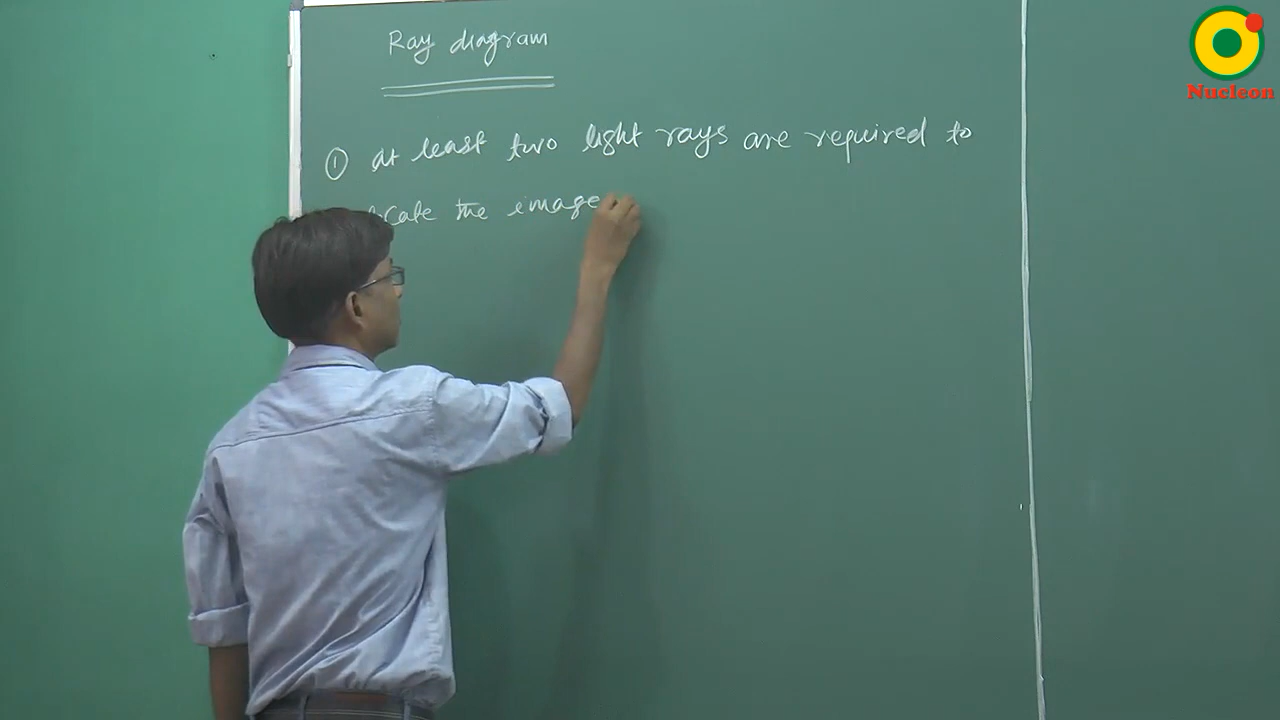 Ray diagram
① at least two light rays are required to
locate the image
Nucleon